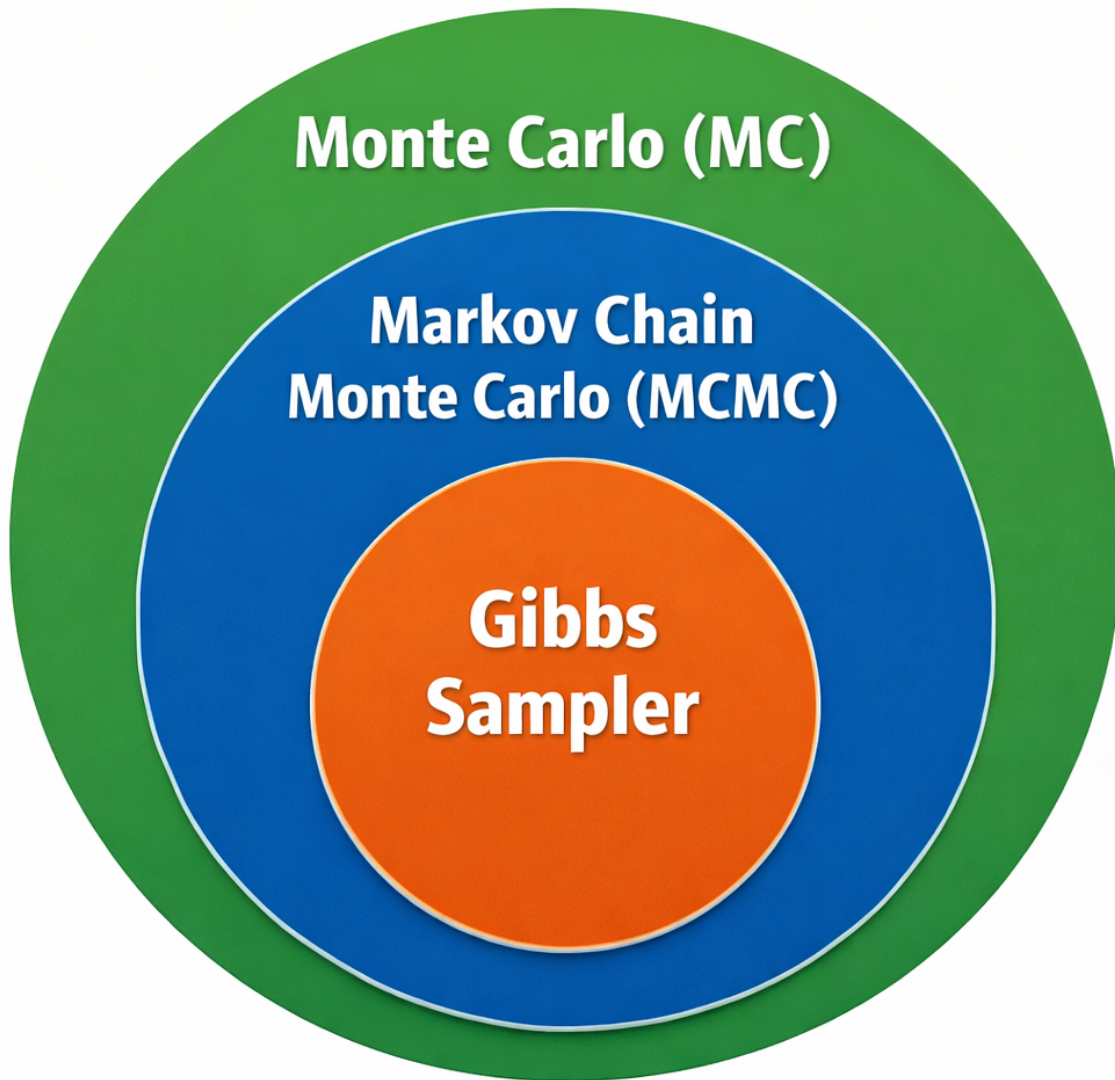 Monte Carlo (MC)
Markov Chain
Monte Carlo (MCMC)
Gibbs
Sampler